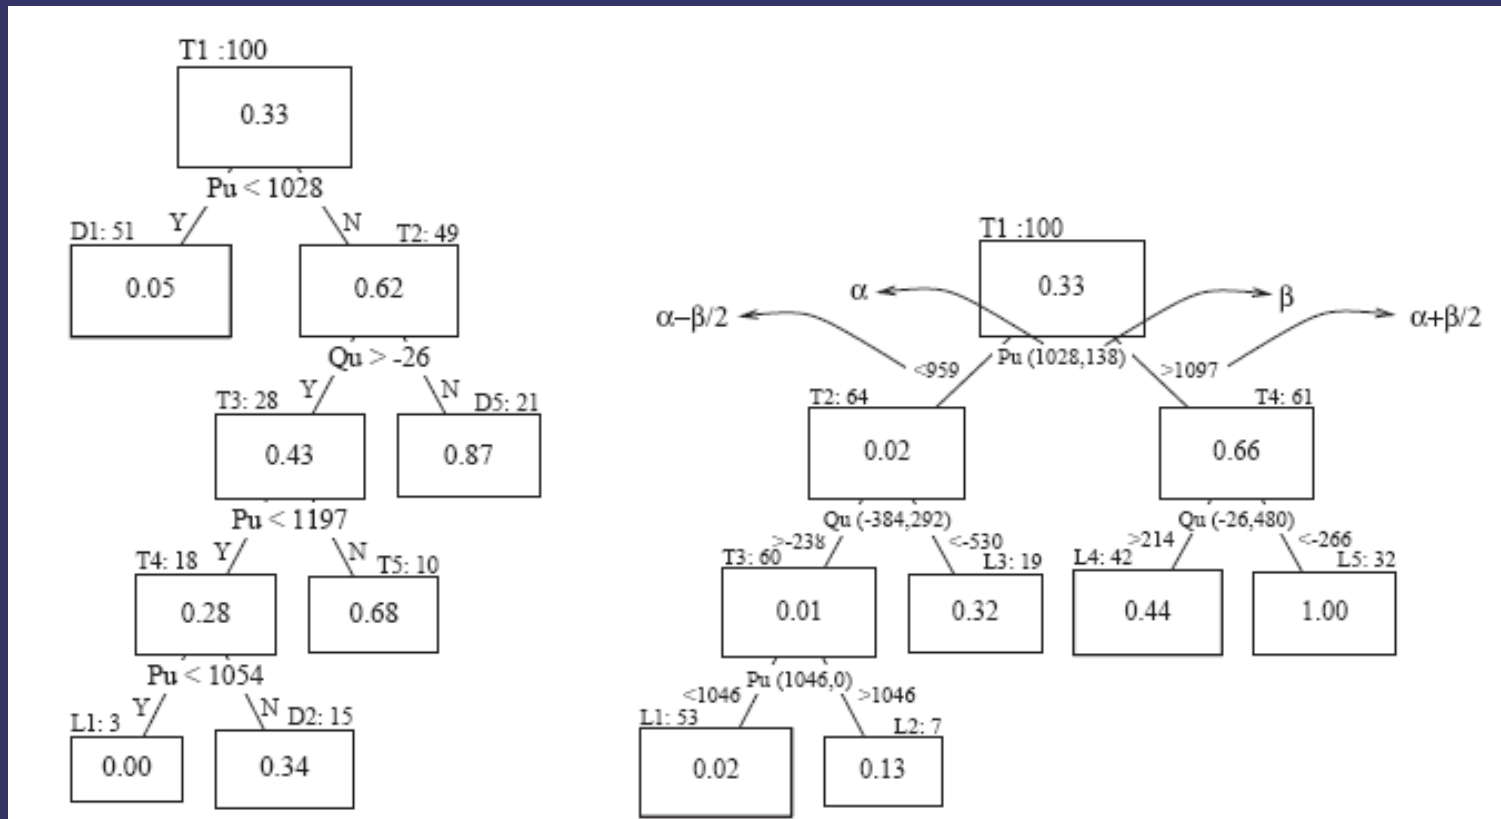 T1 :100
0.33
Pu < 1028
Y
N
D1: 51
T2: 49
0.05
0.62
Qu > -26
Y
N
T3: 28
D5: 21
0.43
0.87
Pu < 1197
Y
N
T4: 18
T5: 10
0.28
0.68
Pu < 1054
Y
N
L1: 3
D2: 15
0.00
0.34
T1 :100
0.33
α
β
α−β/2
α+β/2
Pu (1028,138)
<959
>1097
T2: 64
T4: 61
0.02
0.66
Qu (-384,292)
Qu (-26,480)
>-238
<-530
>214
<-266
T3: 60
L3: 19
L4: 42
L5: 32
0.01
0.32
0.44
1.00
Pu (1046,0)
<1046
>1046
L1: 53
L2: 7
0.02
0.13